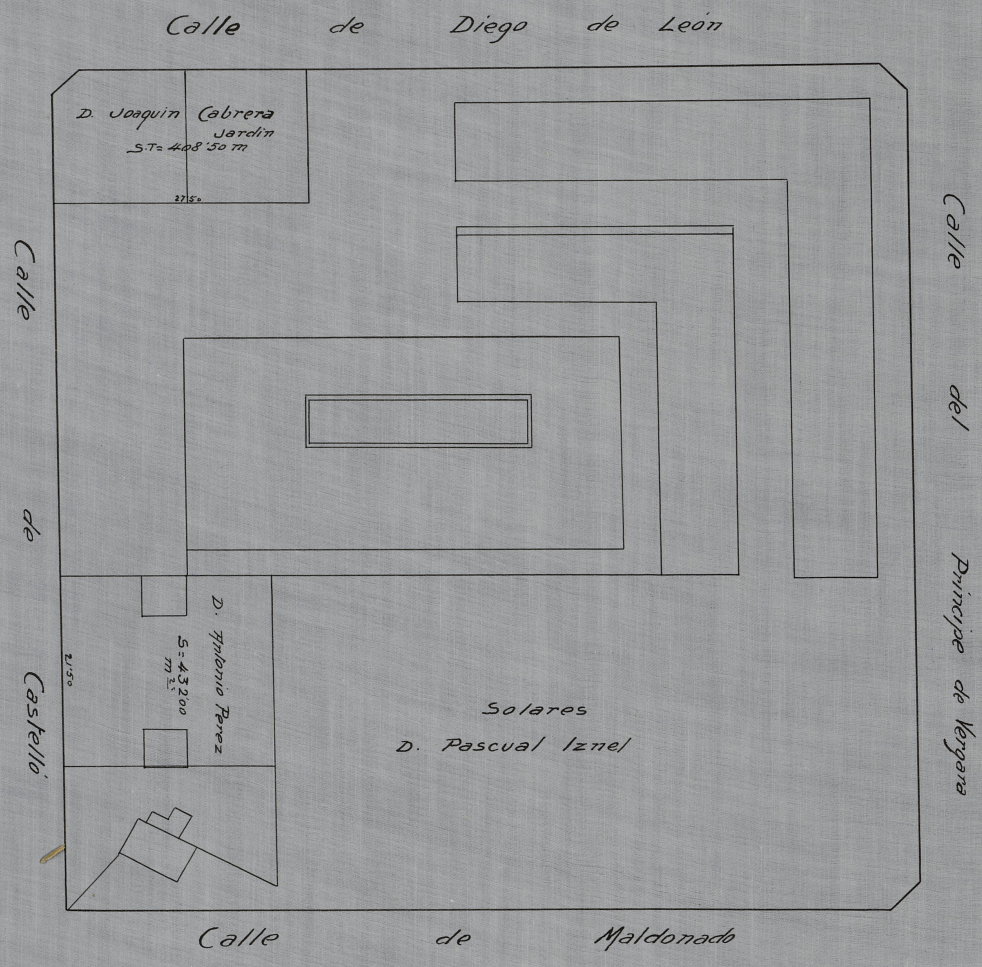 Calle de Diego de León
D. Joaquin Cabrera
Jardin
S.T= 408'50 m
27'50
Calle de Castelló
Calle del Principe de Vergara
D. Antonio Perez
S=432'00
m 2s
21'50
Solares
D. Pascual Iznel
Calle de Maldonado